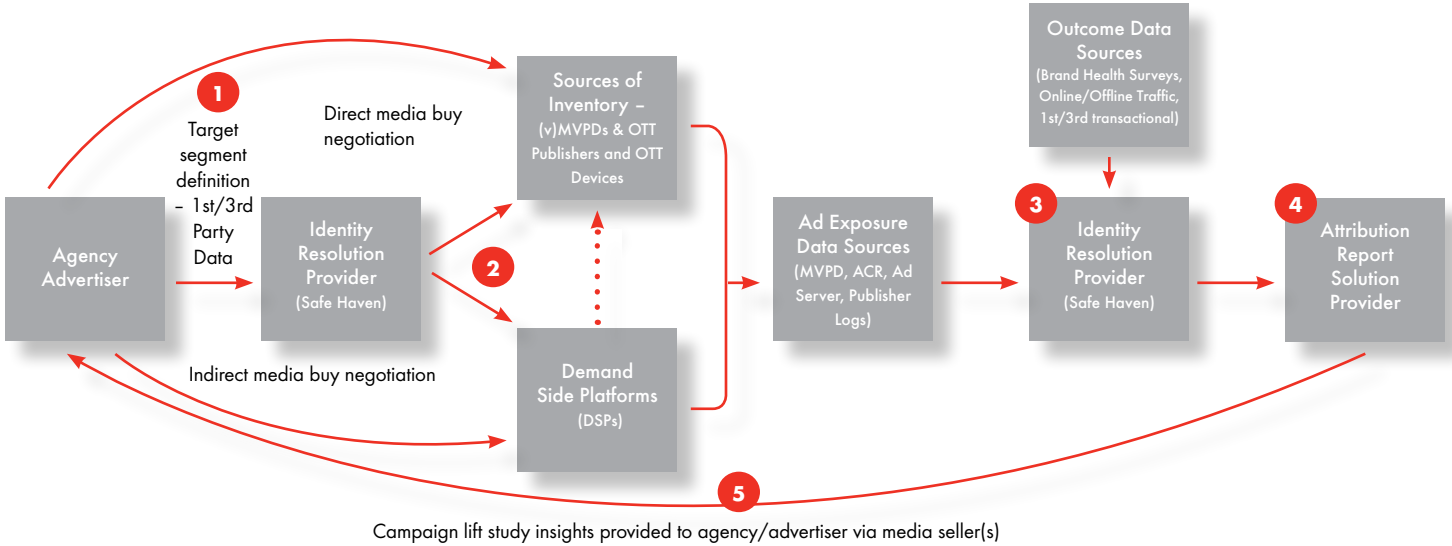 1
Target
segment
definition
– 1st/3rd
Party
Data
Direct media buy
negotiation
Sources of
Inventory –
(v)MVPDs & OTT
Publishers and OTT
Devices
Outcome Data
Sources
(Brand Health Surveys,
Online/Offline Traffic,
1st/3rd transactional)
Agency
Advertiser
Identity
Resolution
Provider
(Safe Haven)
2
Ad Exposure
Data Sources
(MVPD, ACR, Ad
Server, Publisher
Logs)
3
Identity
Resolution
Provider
(Safe Haven)
4
Attribution
Report
Solution
Provider
Indirect media buy negotiation
Demand
Side Platforms
(DSPs)
5
Campaign lift study insights provided to agency/advertiser via media seller(s)